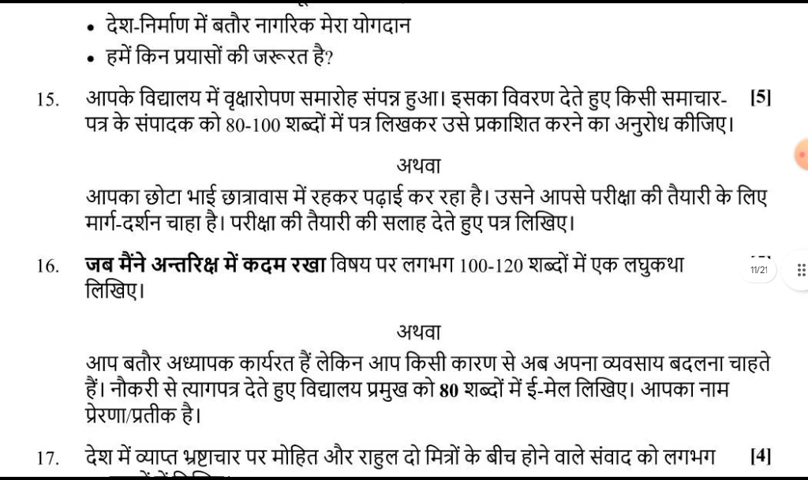 • देश-निर्माण में बतौर नागरिक मेरा योगदान
• हमें किन प्रयासों की जरूरत है?
15. आपके विद्यालय में वृक्षारोपण समारोह संपन्न हुआ। इसका विवरण देते हुए किसी समाचार- [5]
पत्र के संपादक को 80-100 शब्दों में पत्र लिखकर उसे प्रकाशित करने का अनुरोध कीजिए।
अथवा
आपका छोटा भाई छात्रावास में रहकर पढ़ाई कर रहा है। उसने आपसे परीक्षा की तैयारी के लिए
मार्ग-दर्शन चाहा है। परीक्षा की तैयारी की सलाह देते हुए पत्र लिखिए।
16. जब मैंने अन्तरिक्ष में कदम रखा विषय पर लगभग 100-120 शब्दों में एक लघुकथा
11/21
लिखिए।
अथवा
आप बतौर अध्यापक कार्यरत हैं लेकिन आप किसी कारण से अब अपना व्यवसाय बदलना चाहते
हैं। नौकरी से त्यागपत्र देते हुए विद्यालय प्रमुख को 80 शब्दों में ई-मेल लिखिए। आपका नाम
प्रेरणा/प्रतीक है।
17. देश में व्याप्त भ्रष्टाचार पर मोहित और राहुल दो मित्रों के बीच होने वाले संवाद को लगभग [4]